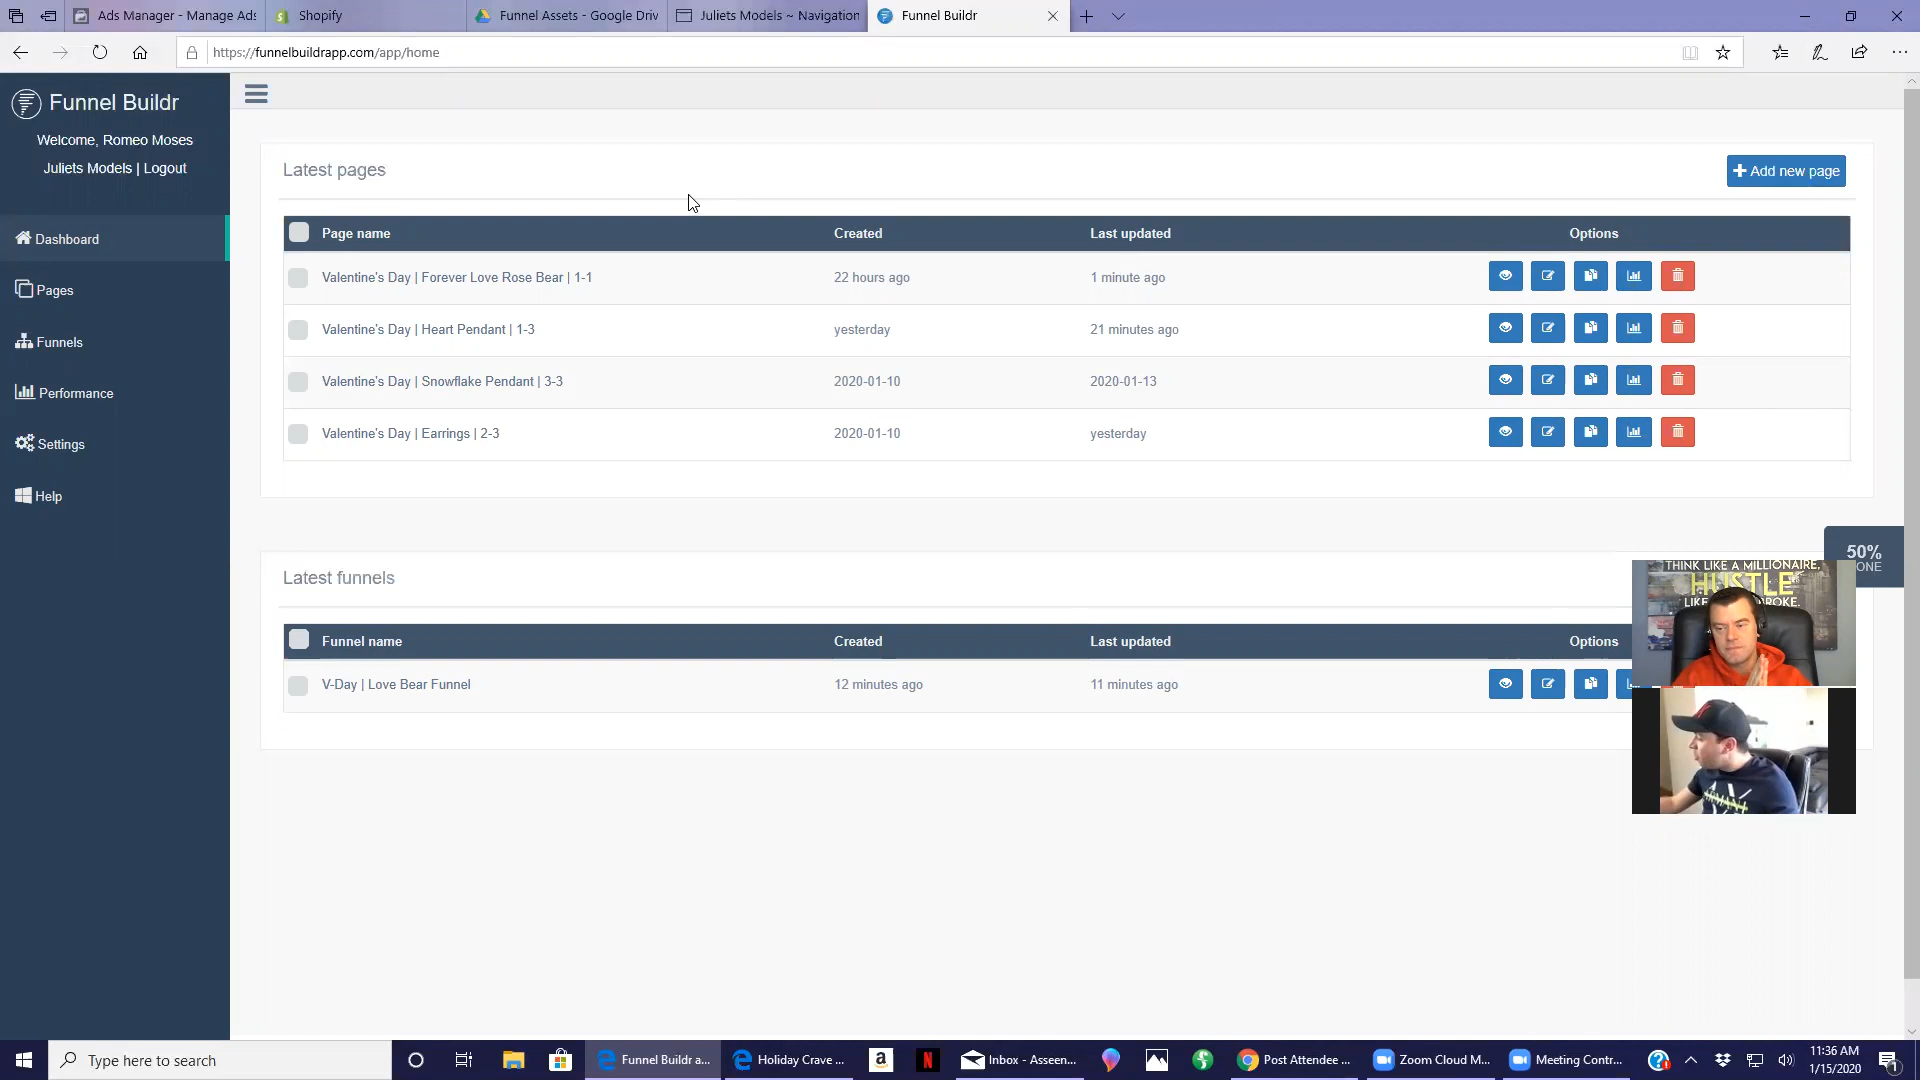 Ads Manager - Manage Ads
Shopify
Funnel Assets - Google Driv
Juliets Models ~ Navigation
Funnel Buildr
https://funnelbuildrapp.com/app/home
Funnel Buildr
Welcome, Romeo Moses
Juliets Models | Logout
Dashboard
Pages
Funnels
Performance
Settings
Help
Latest pages
Add new page
Page name Created Last updated Options
Valentine's Day | Forever Love Rose Bear | 1-1 22 hours ago 1 minute ago
Valentine's Day | Heart Pendant | 1-3 yesterday 21 minutes ago
Valentine's Day | Snowflake Pendant | 3-3 2020-01-10 2020-01-13
Valentine's Day | Earrings | 2-3 2020-01-10 yesterday
Latest funnels
Funnel name Created Last updated Options
V-Day | Love Bear Funnel 12 minutes ago 11 minutes ago
50%
ONE
THINK LIKE A MILLIONAIRE,
HUSTLE
LIKE ROKE.
Type here to search
Funnel Buildr a...
Holiday Crave ...
Inbox - Asseen...
Post Attendee ...
Zoom Cloud M...
Meeting Contr...
11:36 AM
1/15/2020